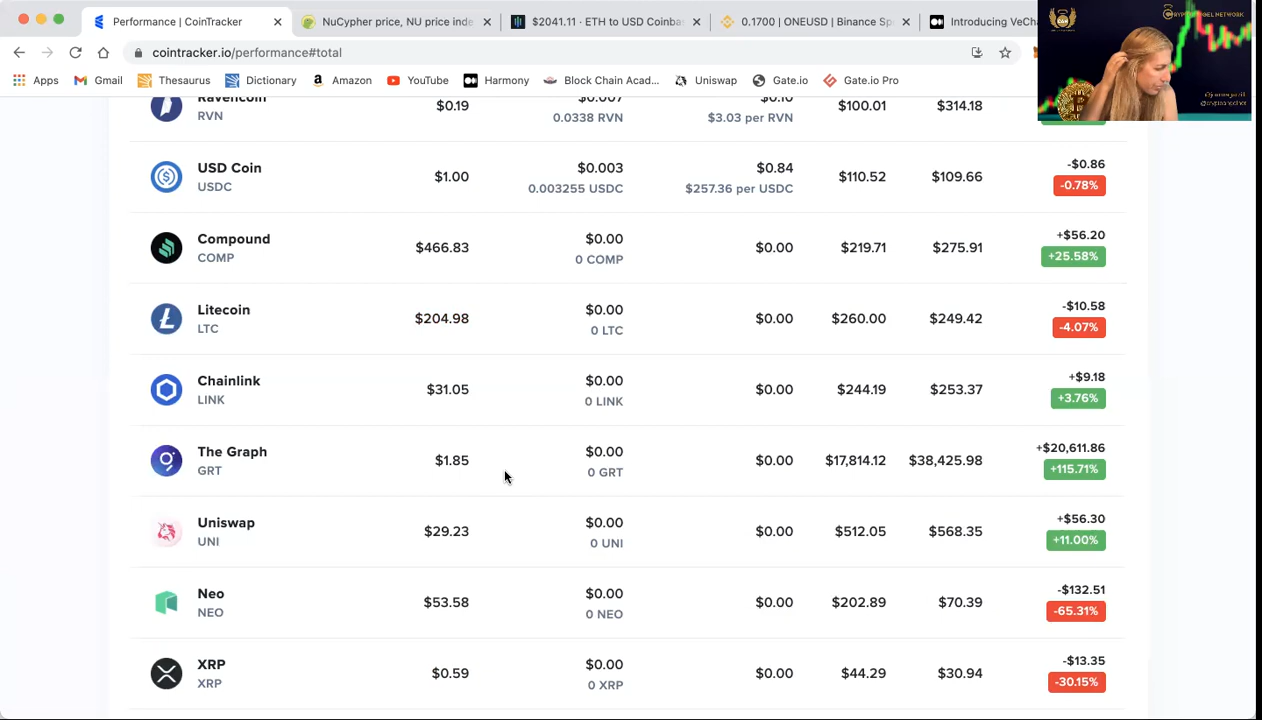 Performance | CoinTracker
NuCypher price, NU price inde
$2041.11 · ETH to USD Coinba
0.1700 | ONEUSD | Binance Sp
Introducing VeCha
cointracker.io/performance#total
Apps
Gmail
Thesaurus
Dictionary
Amazon
YouTube
Harmony
Block Chain Acad...
Uniswap
Gate.io
Gate.io Pro
Ravencoin
RVN
$0.19
$0.007
0.0338 RVN
$0.10
$3.03 per RVN
$100.01
$314.18
USD Coin
USDC
$1.00
$0.003
0.003255 USDC
$0.84
$257.36 per USDC
$110.52
$109.66
-$0.86
-0.78%
Compound
COMP
$466.83
$0.00
0 COMP
$0.00
$219.71
$275.91
+$56.20
+25.58%
Litecoin
LTC
$204.98
$0.00
0 LTC
$0.00
$260.00
$249.42
-$10.58
-4.07%
Chainlink
LINK
$31.05
$0.00
0 LINK
$0.00
$244.19
$253.37
+$9.18
+3.76%
The Graph
GRT
$1.85
$0.00
0 GRT
$0.00
$17,814.12
$38,425.98
+$20,611.86
+115.71%
Uniswap
UNI
$29.23
$0.00
0 UNI
$0.00
$512.05
$568.35
+$56.30
+11.00%
Neo
NEO
$53.58
$0.00
0 NEO
$0.00
$202.89
$70.39
-$132.51
-65.31%
XRP
XRP
$0.59
$0.00
0 XRP
$0.00
$44.29
$30.94
-$13.35
-30.15%